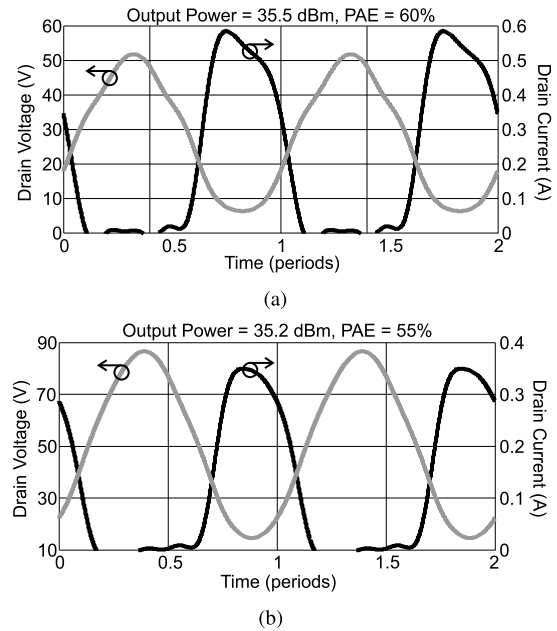 Output Power = 35.5 dBm, PAE = 60%
60
50
40
30
20
10
0
Drain Voltage (V)
0.6
0.5
0.4
0.3
0.2
0.1
0
Drain Current (A)
0 0.5 1 1.5 2
Time (periods)
(a)
Output Power = 35.2 dBm, PAE = 55%
90
70
50
30
10
Drain Voltage (V)
0.4
0.3
0.2
0.1
0
Drain Current (A)
0 0.5 1 1.5 2
Time (periods)
(b)